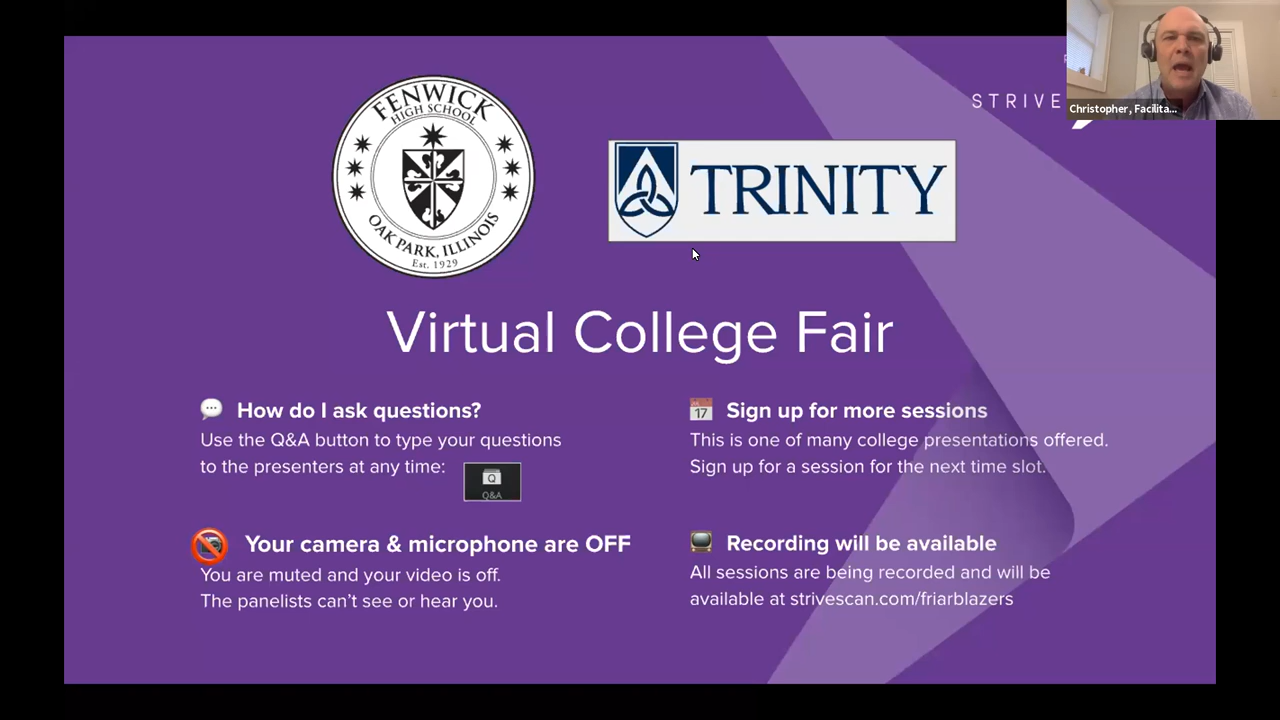 FENWICK
HIGH SCHOOL
OAK PARK, ILLINOIS
Est. 1929
TRINITY
STRIVE
Christopher, Facilita...
Virtual College Fair
How do I ask questions?
Use the Q&A button to type your questions
to the presenters at any time:
Q
Q&A
17
Sign up for more sessions
This is one of many college presentations offered.
Sign up for a session for the next time slot.
Your camera & microphone are OFF
You are muted and your video is off.
The panelists can't see or hear you.
Recording will be available
All sessions are being recorded and will be
available at strivescan.com/friarblazers